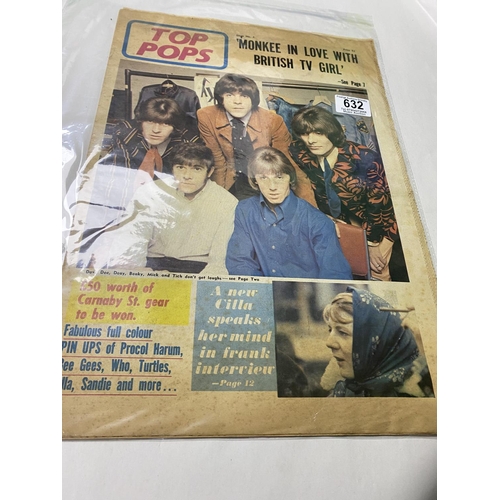 TOP
POPS
'MONKEE IN LOVE WITH
BRITISH TV GIRL'
—See Page 7
632
Dave Dee, Dozy, Beaky, Mick and Tich don't get laughs—see Page Two
£50 worth of
Carnaby St. gear
to be won.
Fabulous full colour
PIN UPS of Procol Harum,
Bee Gees, Who, Turtles,
lla, Sandie and more...
A new
Cilla
speaks
her mind
in frank
interview
—Page 12